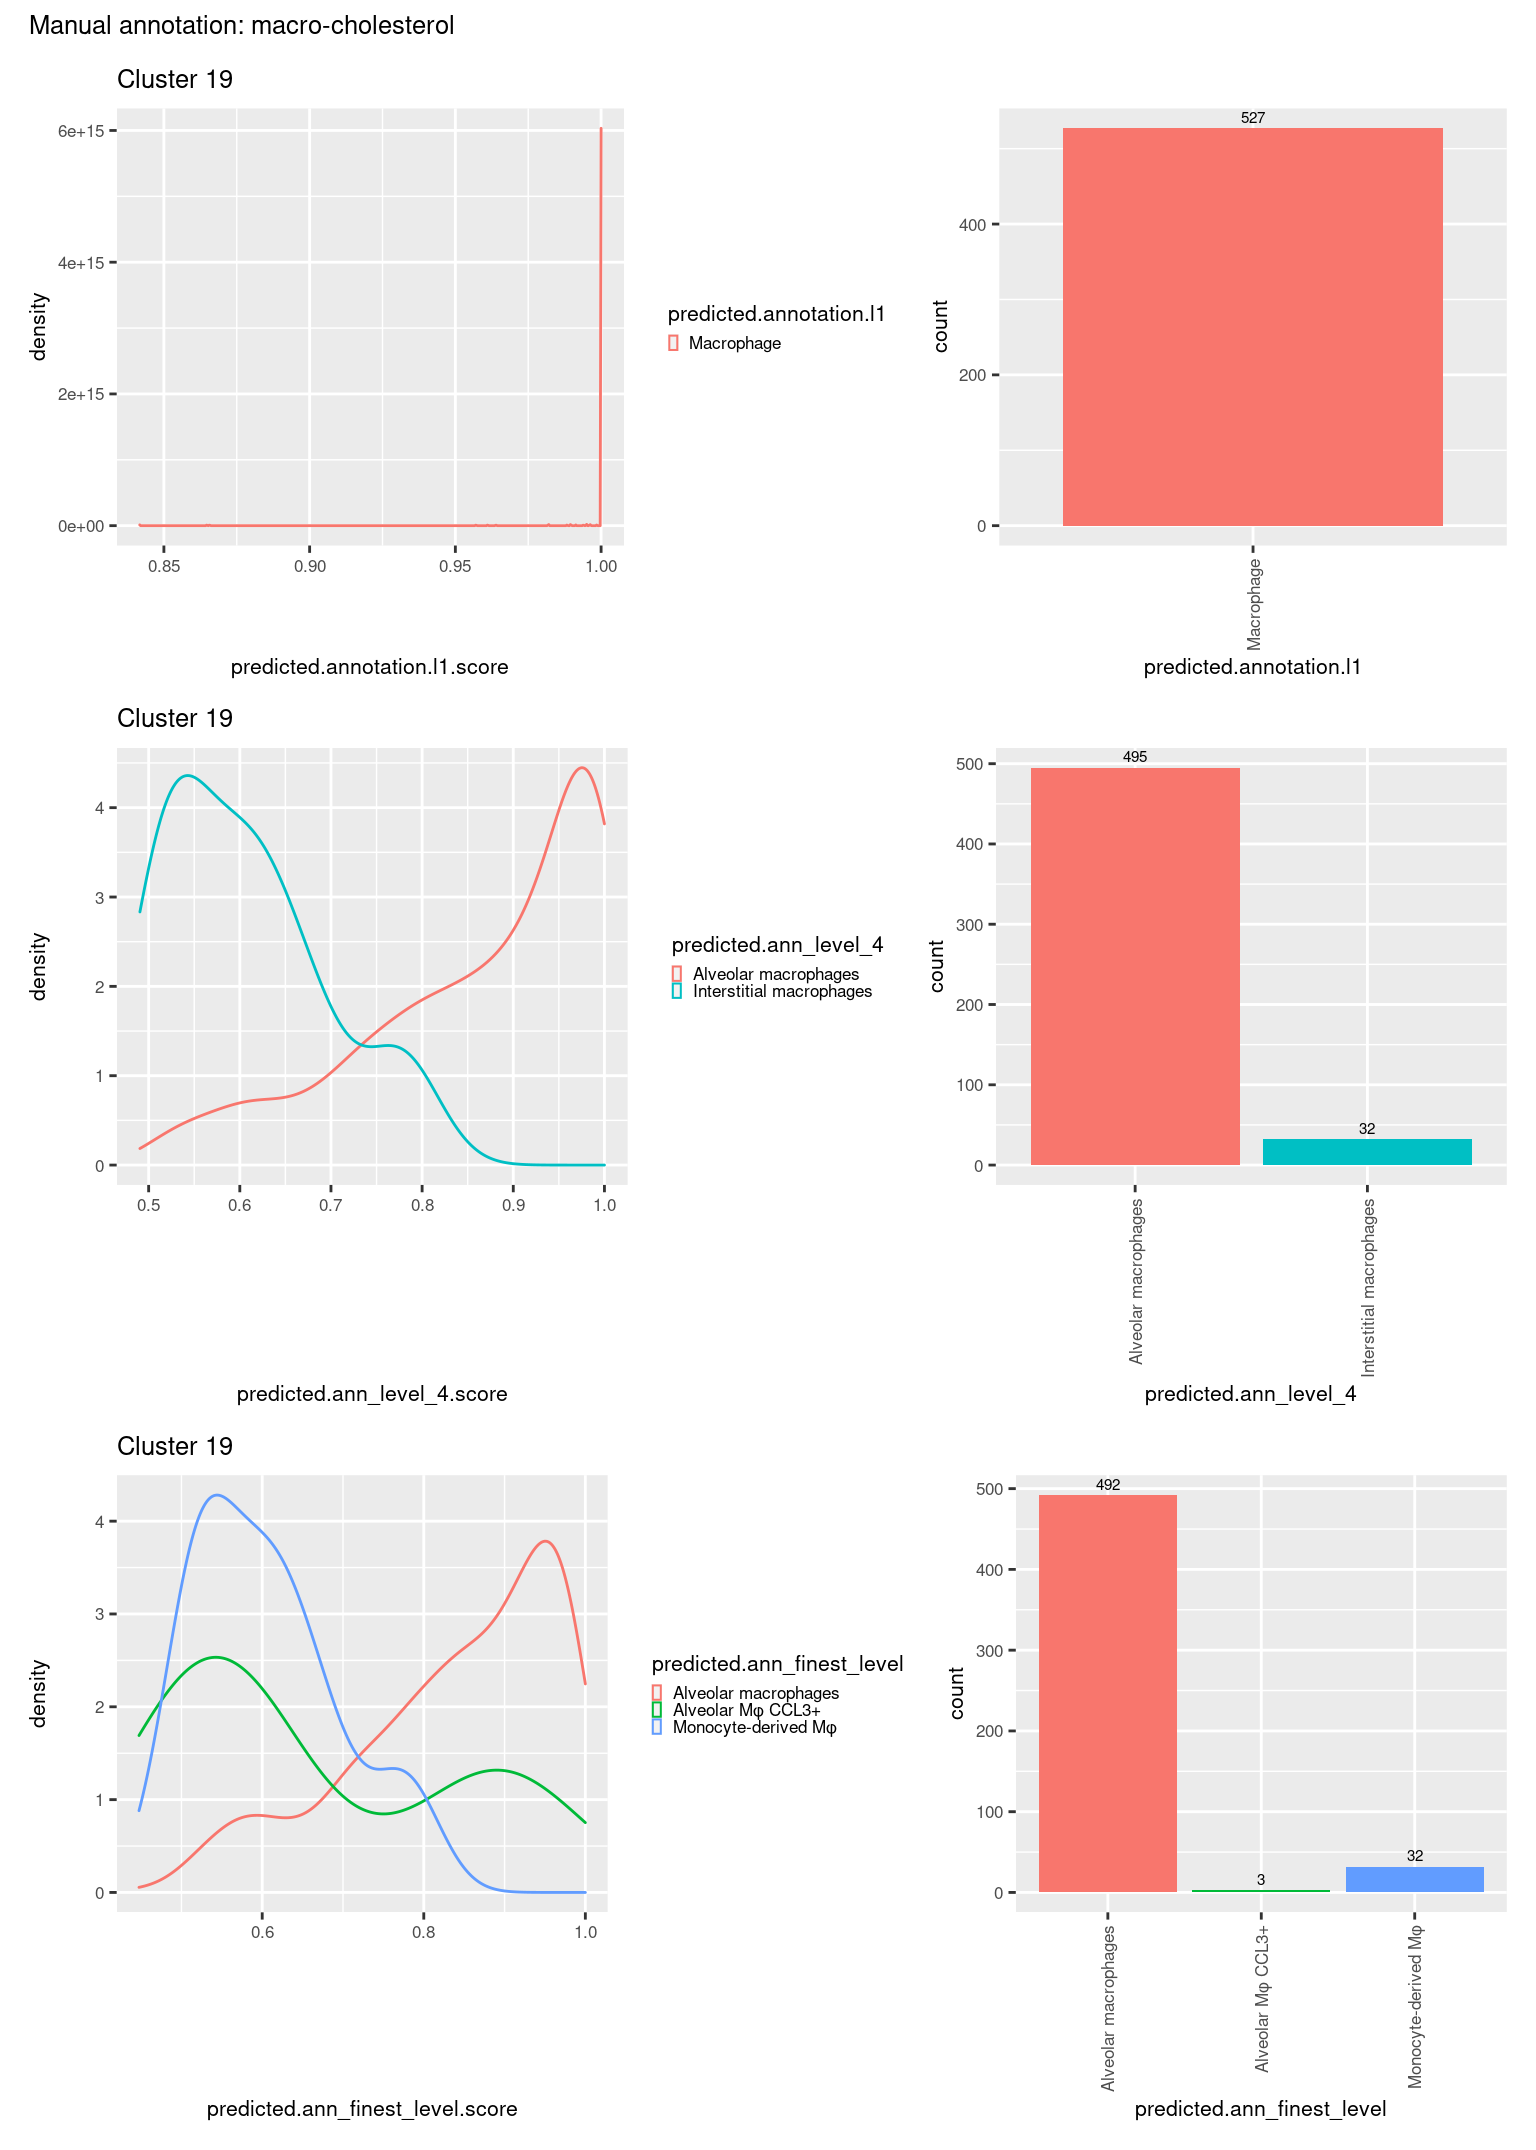 Manual annotation: macro-cholesterol
Cluster 19
density
6e+15
4e+15
2e+15
0e+00
0.85 0.90 0.95 1.00
predicted.annotation.l1.score
predicted.annotation.l1
Macrophage
count
400
200
0
527
Macrophage
predicted.annotation.l1
Cluster 19
density
4
3
2
1
0
0.5 0.6 0.7 0.8 0.9 1.0
predicted.ann_level_4.score
predicted.ann_level_4
Alveolar macrophages
Interstitial macrophages
count
500
400
300
200
100
0
495
32
Alveolar macrophages
Interstitial macrophages
predicted.ann_level_4
Cluster 19
density
4
3
2
1
0
0.6 0.8 1.0
predicted.ann_finest_level.score
predicted.ann_finest_level
Alveolar macrophages
Alveolar Mφ CCL3+
Monocyte-derived Mφ
count
500
400
300
200
100
0
492
3
32
Alveolar macrophages
Alveolar Mφ CCL3+
Monocyte-derived Mφ
predicted.ann_finest_level